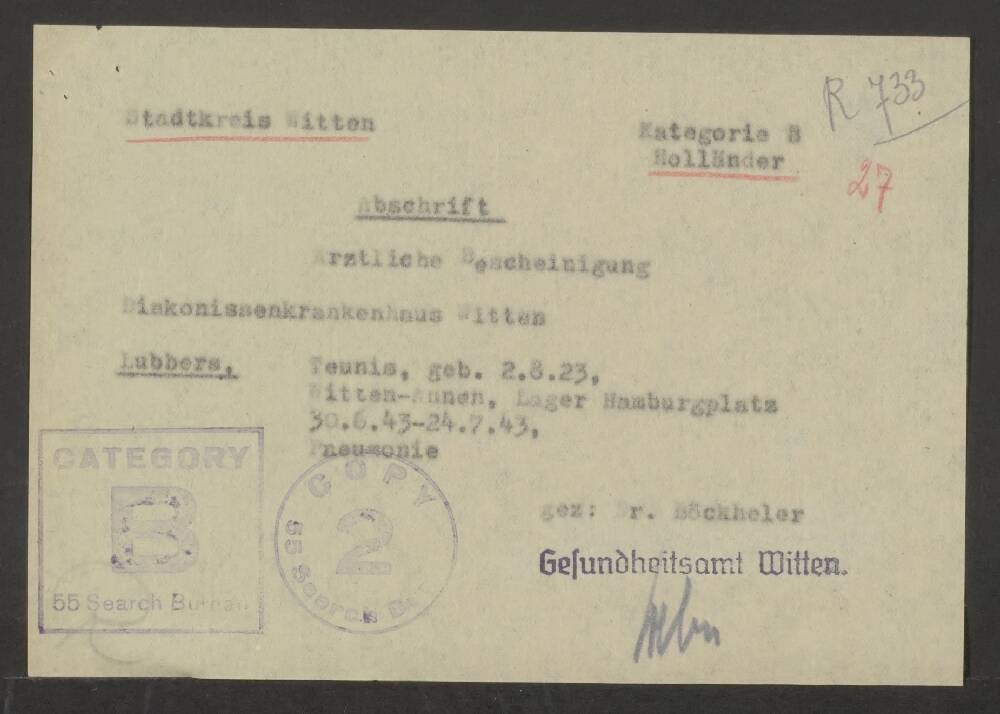 Stadtkreis Witten
Kategorie B
Holländer
R 733
27
Abschrift
Ärztliche Bescheinigung
Diakonissenkrankenhaus Witten
Lubbers, Teunis, geb. 2.8.23,
Witten-Annen, Lager Hamburgplatz
30.6.43-24.7.43,
Pneumonie
gez: Dr. Böckheler
Gesundheitsamt Witten.
CATEGORY
B
55 Search Bureau
COPY
2
55 Search Bu